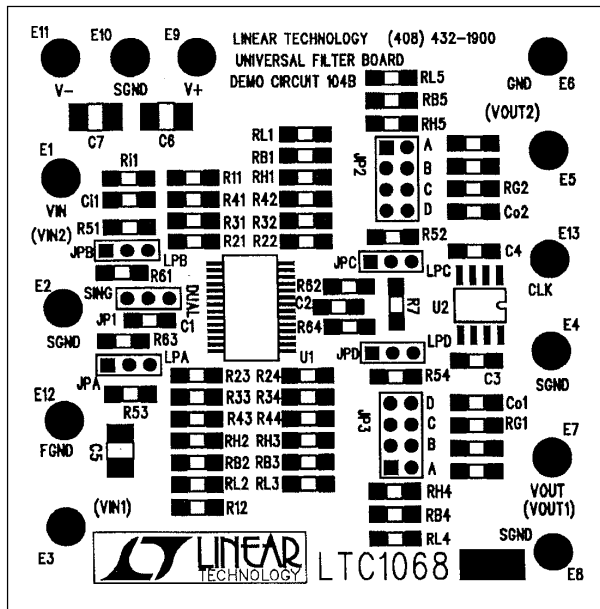 E11 E10 E9 LINEAR TECHNOLOGY (408) 432-1900
UNIVERSAL FILTER BOARD
V- SGND V+ DEMO CIRCUIT 104B
RL5 GND E6
RB5
C7 C6 RH5 (VOUT2)
E1 RL1
Ri1 RB1 JP2 A
R11 RH1 B E5
Ci1 R41 R42 C RG2
VIN R51 R31 R32 D Co2
(VIN2) R21 R22 R52 E13
JPB LPB JPC LPC C4
R61 CLK
E2 SING DUAL R62 U2
JP1 C1 C2 R7 E4
SGND R63 R64 LPD
LPA U1 JPD
JPA R23 R24 R54 C3 SGND
E12 R53 R33 R34 D Co1
R43 R44 JP3 C RG1 E7
FGND C5 RH2 RH3 B
RB2 RB3 A VOUT
(VIN1) RL2 RL3 RH4 (VOUT1)
R12 RB4 SGND
E3 RL4 E8
LINEAR
TECHNOLOGY
LTC1068